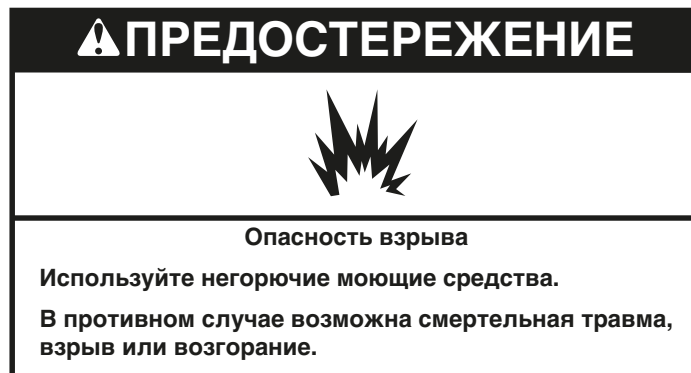 ПРЕДОСТЕРЕЖЕНИЕ
Опасность взрыва
Используйте негорючие моющие средства.
В противном случае возможна смертельная травма,
взрыв или возгорание.